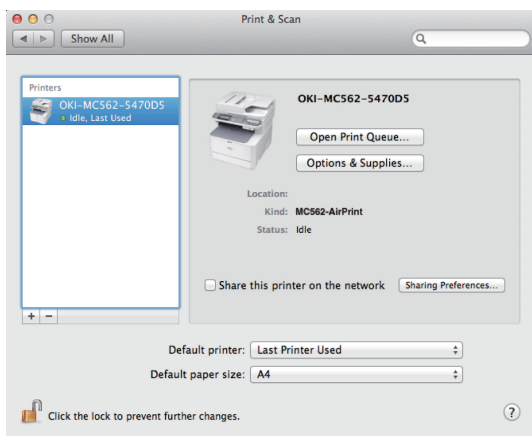 Print & Scan
Show All
Printers
OKI-MC562-5470D5
Idle, Last Used
OKI-MC562-5470D5
Open Print Queue...
Options & Supplies...
Location:
Kind: MC562-AirPrint
Status: Idle
Share this printer on the network Sharing Preferences...
+ −
Default printer: Last Printer Used
Default paper size: A4
Click the lock to prevent further changes. ?